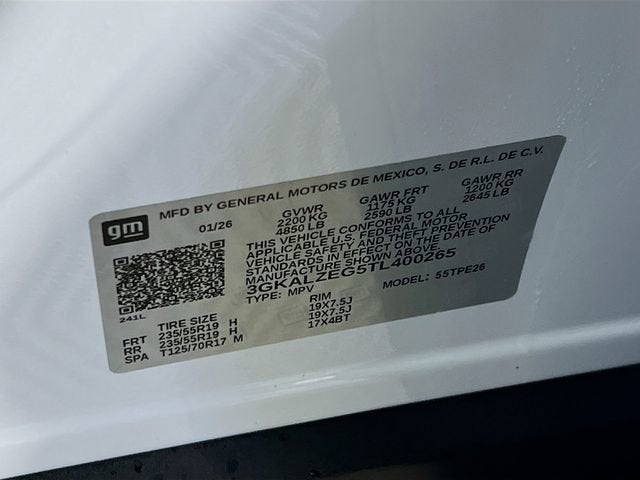 gm
MFD BY GENERAL MOTORS DE MEXICO, S. DE R.L. DE C.V.
01/26 GVWR GAWR FRT GAWR RR
2200 KG 1175 KG 1200 KG
4850 LB 2590 LB 2645 LB
THIS VEHICLE CONFORMS TO ALL
APPLICABLE U.S. FEDERAL MOTOR
VEHICLE SAFETY AND THEFT PREVENTION
STANDARDS IN EFFECT ON THE DATE OF
MANUFACTURE SHOWN ABOVE.
3GKALZEG5TL400265
TYPE: MPV MODEL: 55TPE26
241L
TIRE SIZE RIM
FRT 235/55R19 H 19X7.5J
RR 235/55R19 H 19X7.5J
SPA T125/70R17 M 17X4BT